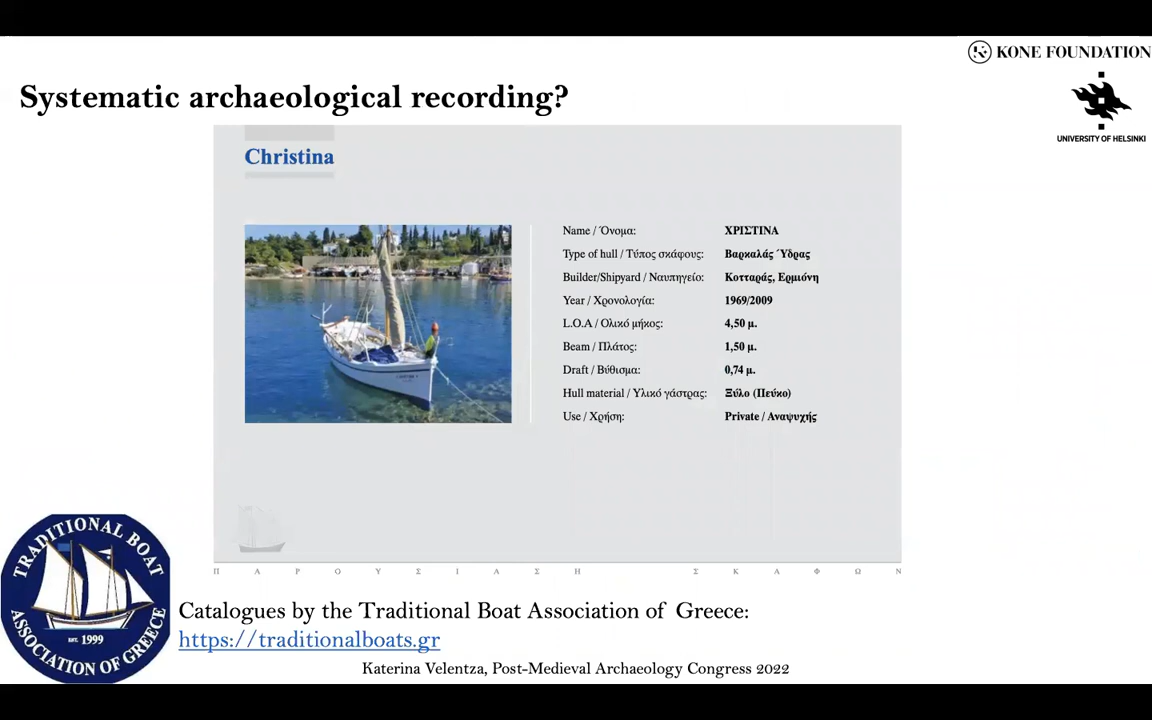 KONE FOUNDATION
Systematic archaeological recording?
UNIVERSITY OF HELSINKI
Christina
Name / Όνομα: ΧΡΙΣΤΙΝΑ
Type of hull / Τύπος σκάφους: Βαρκαλάς Ύδρας
Builder/Shipyard / Ναυπηγείο: Κοτταράς, Ερμιόνη
Year / Χρονολογία: 1969/2009
L.O.A / Ολικό μήκος: 4,50 μ.
Beam / Πλάτος: 1,50 μ.
Draft / Βύθισμα: 0,74 μ.
Hull material / Υλικό γάστρας: Ξύλο (Πεύκο)
Use / Χρήση: Private / Αναψυχής
Π Α Ρ Ο Υ Σ Ι Α Σ Η Σ Κ Α Φ Ω Ν
TRADITIONAL BOAT
EST. 1999
ASSOCIATION OF GREECE
Catalogues by the Traditional Boat Association of Greece:
https://traditionalboats.gr
Katerina Velentza, Post-Medieval Archaeology Congress 2022